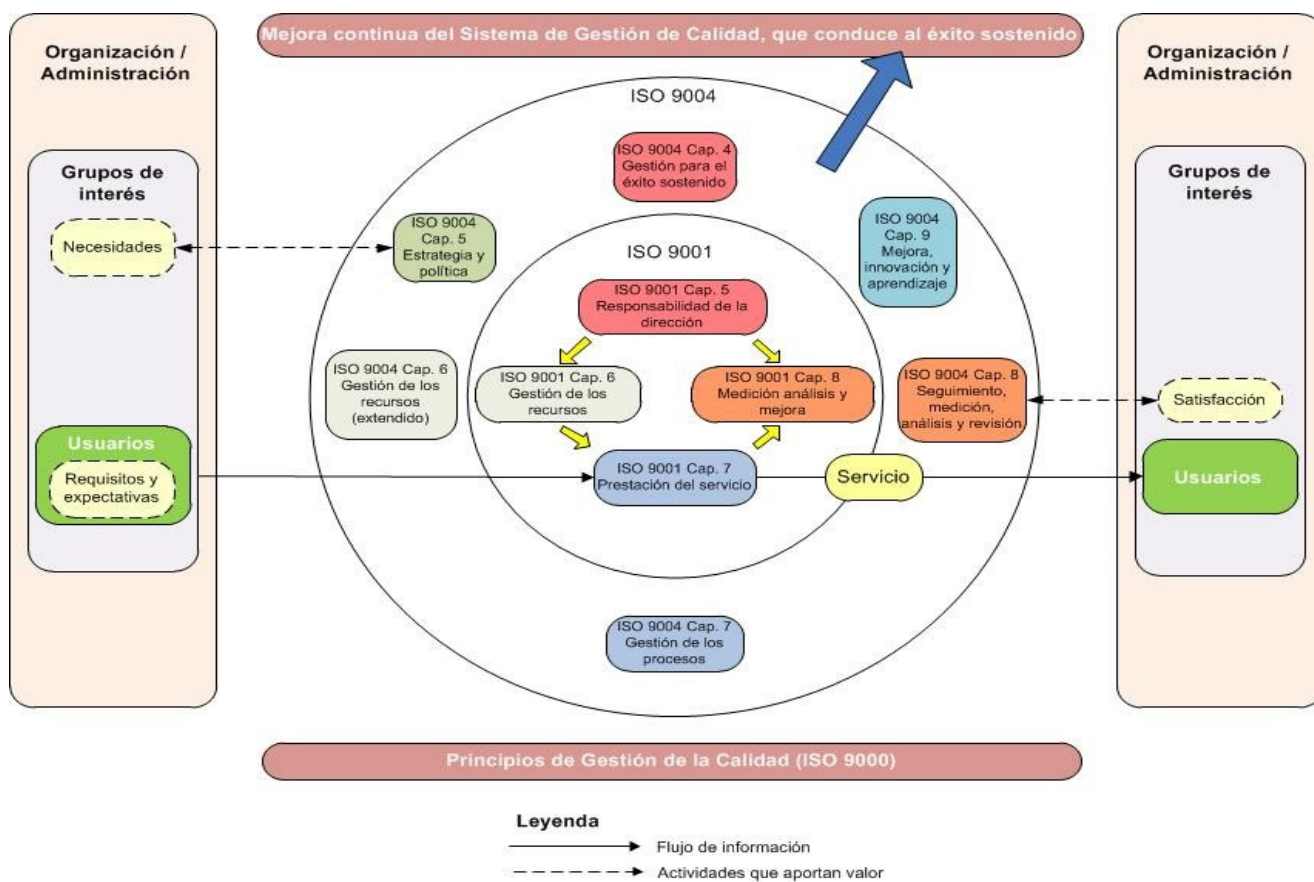 Mejora continua del Sistema de Gestión de Calidad, que conduce al éxito sostenido
Organización /
Administración
Grupos de
interés
Necesidades
Usuarios
Requisitos y
expectativas
ISO 9004
ISO 9004 Cap. 4
Gestión para el
éxito sostenido
ISO 9004
Cap. 5
Estrategia y
política
ISO 9004
Cap. 9
Mejora,
innovación y
aprendizaje
ISO 9001
ISO 9001 Cap. 5
Responsabilidad de la
dirección
ISO 9004 Cap. 6
Gestión de los
recursos
(extendido)
ISO 9001 Cap. 6
Gestión de los
recursos
ISO 9001 Cap. 8
Medición análisis y
mejora
ISO 9004 Cap. 8
Seguimiento,
medición,
análisis y revisión
ISO 9001 Cap. 7
Prestación del servicio
Servicio
ISO 9004 Cap. 7
Gestión de los
procesos
Organización /
Administración
Grupos de
interés
Satisfacción
Usuarios
Principios de Gestión de la Calidad (ISO 9000)
Leyenda
Flujo de información
Actividades que aportan valor